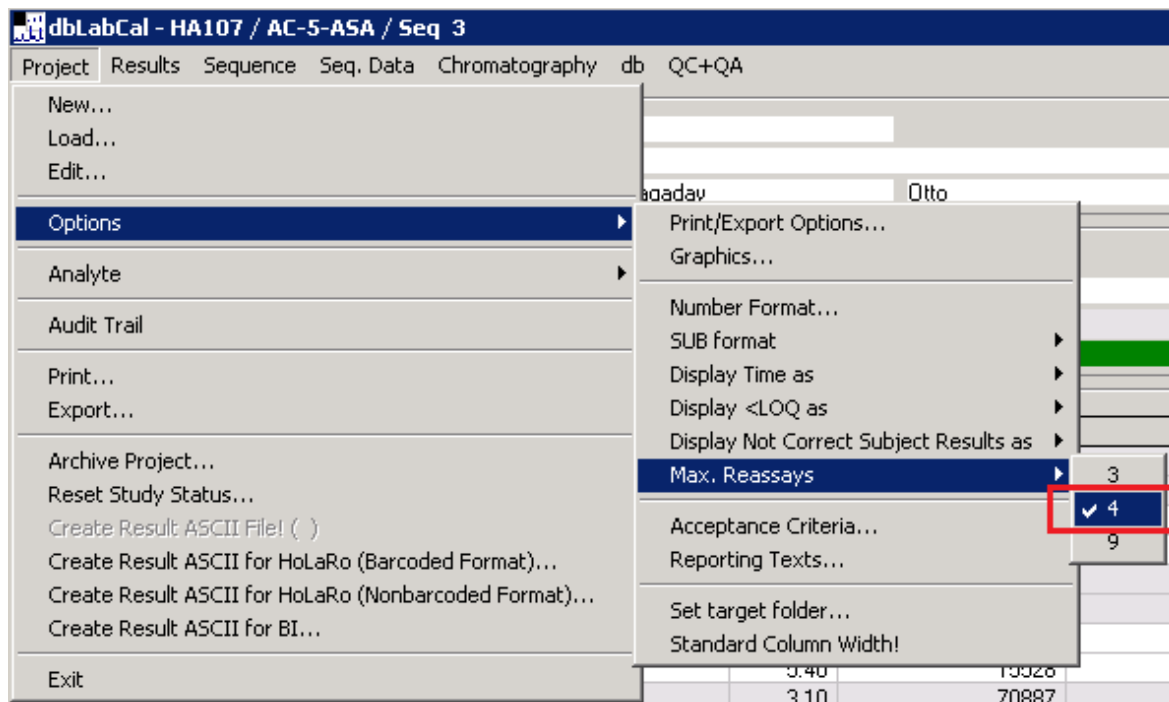 dbLabCal - HA107 / AC-5-ASA / Seq 3
Project Results Sequence Seq. Data Chromatography db QC+QA
New...
Load...
Edit...
Otto
Options
Print/Export Options...
Graphics...
Analyte
Number Format...
Audit Trail
SUB format
Print...
Display Time as
Export...
Display <LOQ as
Display Not Correct Subject Results as
Archive Project...
Max. Reassays
3
Reset Study Status...
4
Create Result ASCII File! ( )
Acceptance Criteria...
9
Create Result ASCII for HoLaRo (Barcoded Format)...
Reporting Texts...
Create Result ASCII for HoLaRo (Nonbarcoded Format)...
Set target folder...
Create Result ASCII for BI...
Standard Column Width!
Exit
3.10 70887